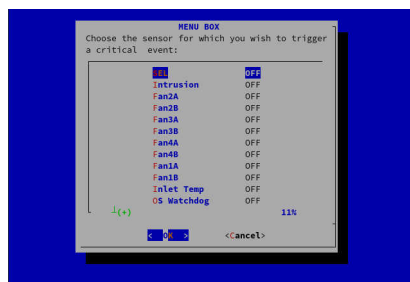 MENU BOX
Choose the sensor for which you wish to trigger
a critical event:
SEL OFF
Intrusion OFF
Fan2A OFF
Fan2B OFF
Fan3A OFF
Fan3B OFF
Fan4A OFF
Fan4B OFF
Fan1A OFF
Fan1B OFF
Inlet Temp OFF
OS Watchdog OFF
┴(+) 11%
< OK > <Cancel>